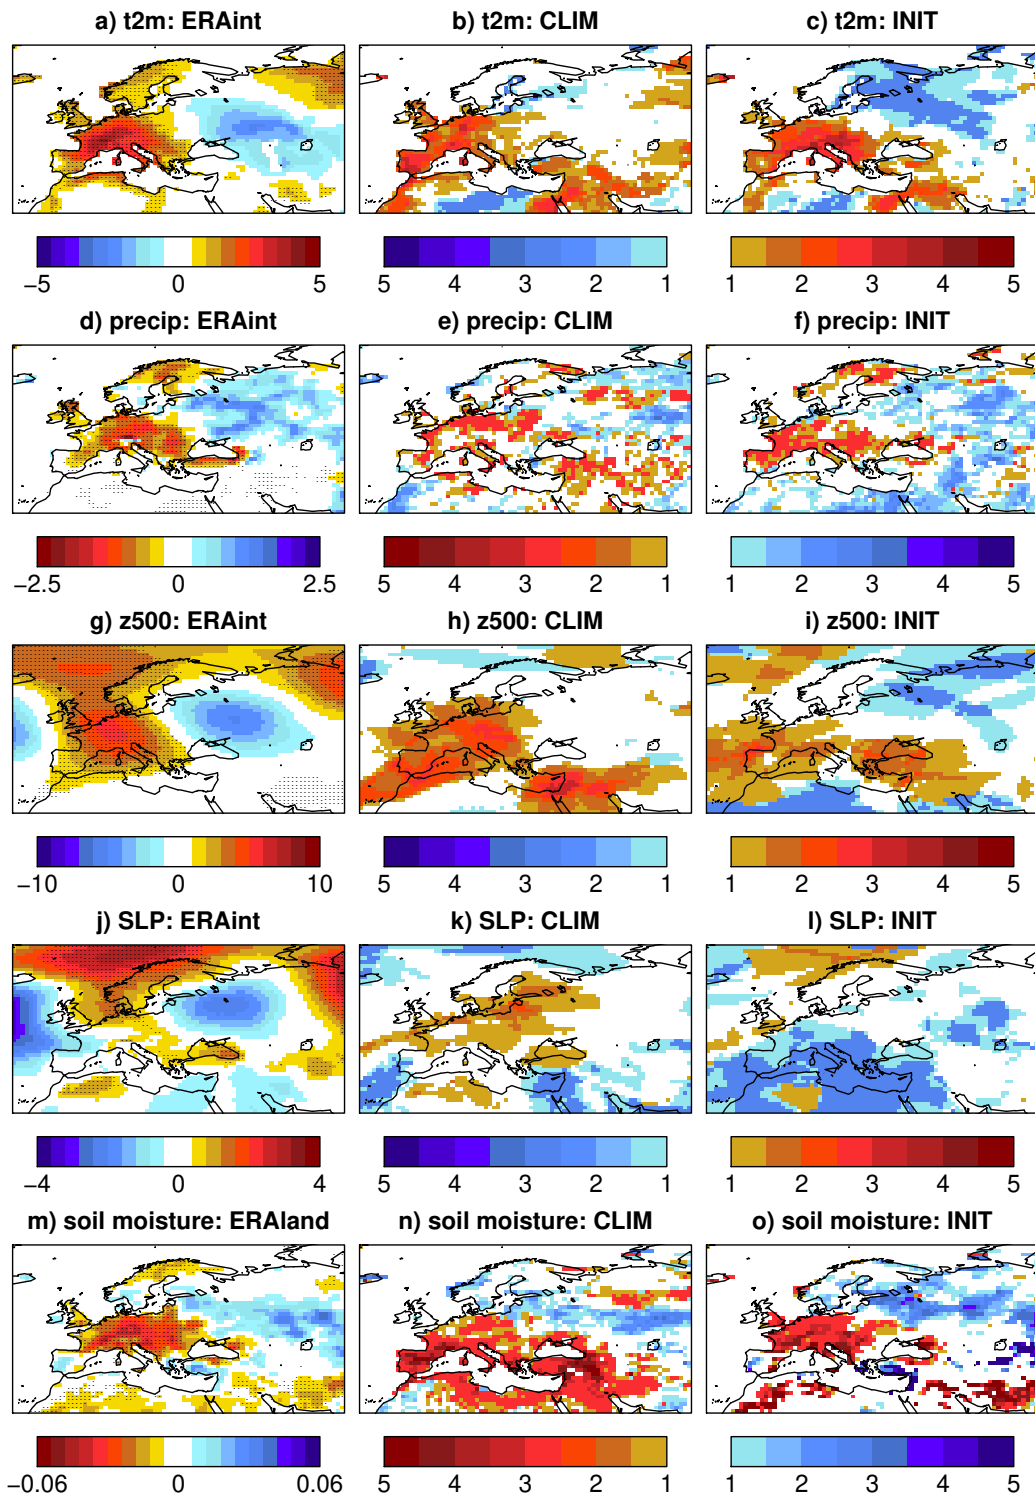 a) t2m: ERAint b) t2m: CLIM c) t2m: INIT
−5 0 5 5 4 3 2 1 1 2 3 4 5
d) precip: ERAint e) precip: CLIM f) precip: INIT
−2.5 0 2.5 5 4 3 2 1 1 2 3 4 5
g) z500: ERAint h) z500: CLIM i) z500: INIT
−10 0 10 5 4 3 2 1 1 2 3 4 5
j) SLP: ERAint k) SLP: CLIM l) SLP: INIT
−4 0 4 5 4 3 2 1 1 2 3 4 5
m) soil moisture: ERAland n) soil moisture: CLIM o) soil moisture: INIT
−0.06 0 0.06 5 4 3 2 1 1 2 3 4 5